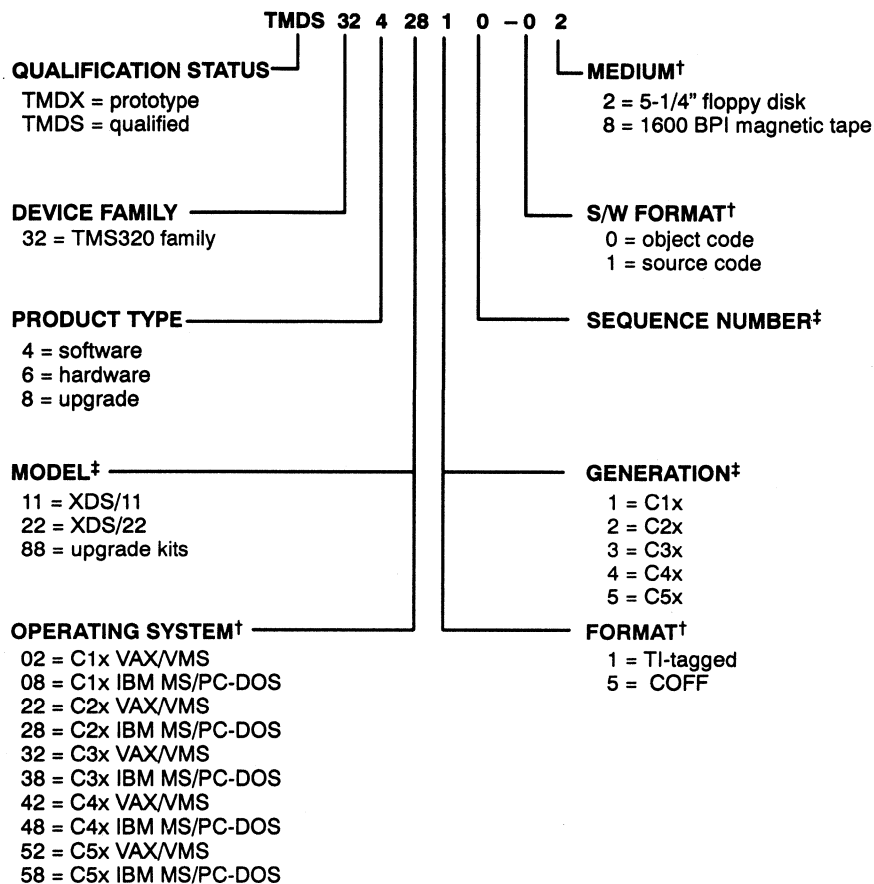 TMDS 32 4 28 1 0 – 0 2
QUALIFICATION STATUS
TMDX = prototype
TMDS = qualified
DEVICE FAMILY
32 = TMS320 family
PRODUCT TYPE
4 = software
6 = hardware
8 = upgrade
MODEL‡
11 = XDS/11
22 = XDS/22
88 = upgrade kits
OPERATING SYSTEM†
02 = C1x VAX/VMS
08 = C1x IBM MS/PC-DOS
22 = C2x VAX/VMS
28 = C2x IBM MS/PC-DOS
32 = C3x VAX/VMS
38 = C3x IBM MS/PC-DOS
42 = C4x VAX/VMS
48 = C4x IBM MS/PC-DOS
52 = C5x VAX/VMS
58 = C5x IBM MS/PC-DOS
MEDIUM†
2 = 5-1/4” floppy disk
8 = 1600 BPI magnetic tape
S/W FORMAT†
0 = object code
1 = source code
SEQUENCE NUMBER‡
GENERATION‡
1 = C1x
2 = C2x
3 = C3x
4 = C4x
5 = C5x
FORMAT†
1 = TI-tagged
5 = COFF